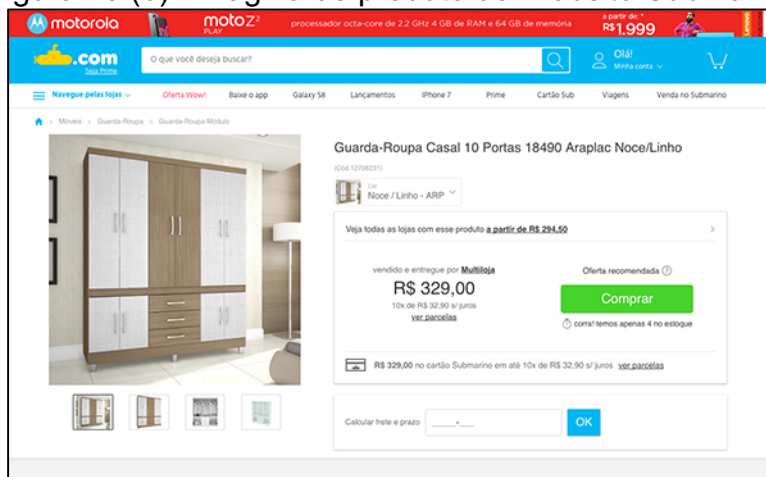 motorola
moto Z²
PLAY
processador octa-core de 2.2 GHz 4 GB de RAM e 64 GB de memória
a partir de: *
R$1.999
Lenovo
.com
Seja Prime
O que você deseja buscar?
Olá!
Minha conta
Navegue pelas lojas
Oferta Wow!
Baixe o app
Galaxy S8
Lançamentos
iPhone 7
Prime
Cartão Sub
Viagens
Venda no Submarino
> Móveis > Guarda-Roupa > Guarda-Roupa Módulo
Guarda-Roupa Casal 10 Portas 18490 Araplac Noce/Linho
(Cód.12706231)
Cor
Noce / Linho - ARP
Veja todas as lojas com esse produto a partir de R$ 294,50 >
vendido e entregue por Multiloja
R$ 329,00
10x de R$ 32,90 s/ juros
ver parcelas
Oferta recomendada ?
Comprar
corra! temos apenas 4 no estoque
R$ 329,00 no cartão Submarino em até 10x de R$ 32,90 s/ juros ver parcelas
Calcular frete e prazo
_____-___
OK